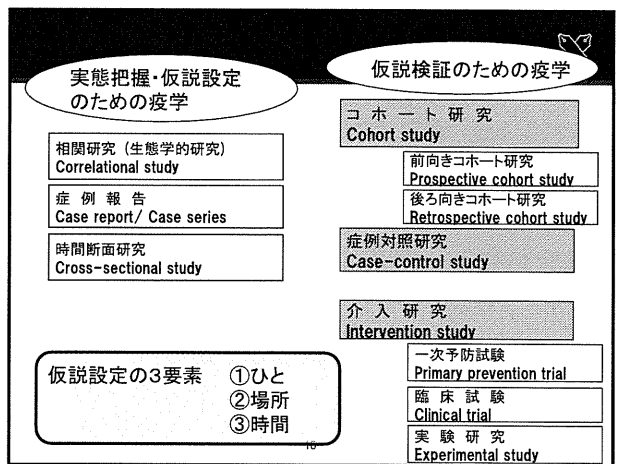 実態把握・仮説設定
のための疫学
相関研究（生態学的研究）
Correlational study
症 例 報 告
Case report/ Case series
時間断面研究
Cross-sectional study
仮説設定の3要素 ①ひと
②場所
③時間
仮説検証のための疫学
コ ホ ー ト 研 究
Cohort study
前向きコホート研究
Prospective cohort study
後ろ向きコホート研究
Retrospective cohort study
症例対照研究
Case-control study
介 入 研 究
Intervention study
一次予防試験
Primary prevention trial
臨 床 試 験
Clinical trial
実 験 研 究
Experimental study